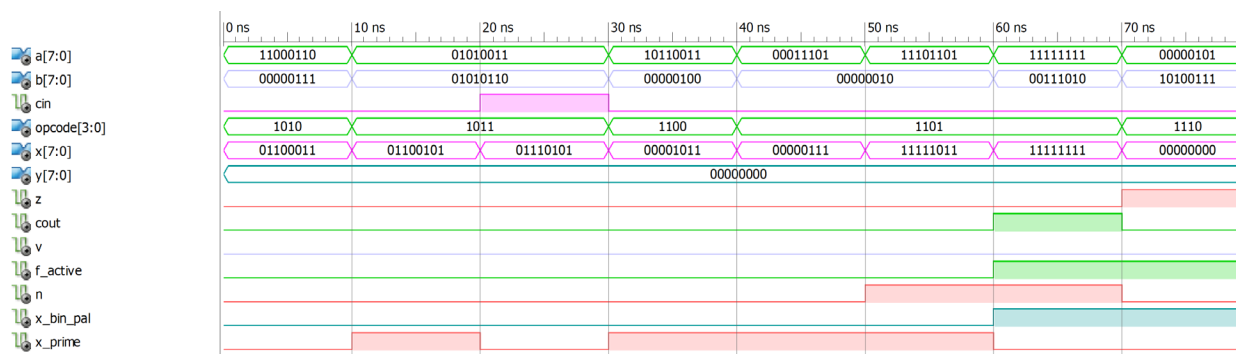 0 ns 10 ns 20 ns 30 ns 40 ns 50 ns 60 ns 70 ns
a[7:0] 11000110 01010011 10110011 00011101 11101101 11111111 00000101
b[7:0] 00000111 01010110 00000100 00000010 00111010 10100111
cin
opcode[3:0] 1010 1011 1100 1101 1110
x[7:0] 01100011 01100101 01110101 00001011 00000111 11111011 11111111 00000000
y[7:0] 00000000
z
cout
v
f_active
n
x_bin_pal
x_prime